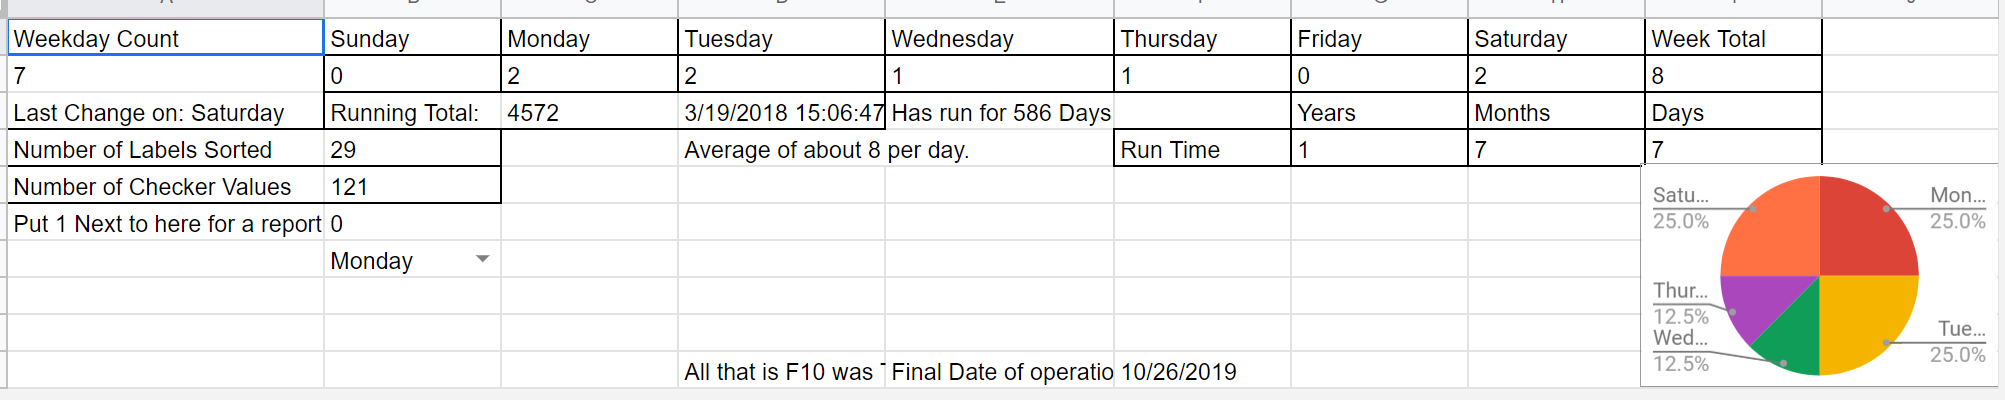 Weekday Count Sunday Monday Tuesday Wednesday Thursday Friday Saturday Week Total
7 0 2 2 1 1 0 2 8
Last Change on: Saturday Running Total: 4572 3/19/2018 15:06:47 Has run for 586 Days Years Months Days
Number of Labels Sorted 29 Average of about 8 per day. Run Time 1 7 7
Number of Checker Values 121
Put 1 Next to here for a report 0
Monday
All that is F10 was Final Date of operatio 10/26/2019
Satu...
25.0%
Mon...
25.0%
Thur...
12.5%
Wed...
12.5%
Tue...
25.0%